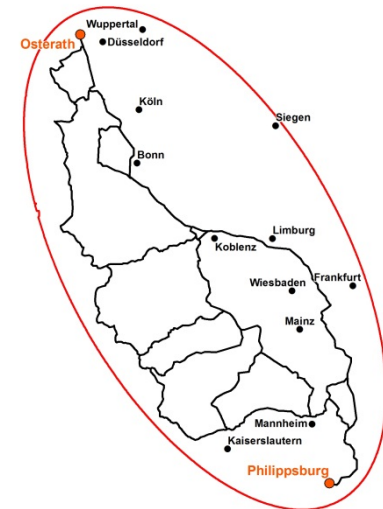 Wuppertal
Osterath
Düsseldorf
Köln
Siegen
Bonn
Limburg
Koblenz
Frankfurt
Wiesbaden
Mainz
Mannheim
Kaiserslautern
Philippsburg